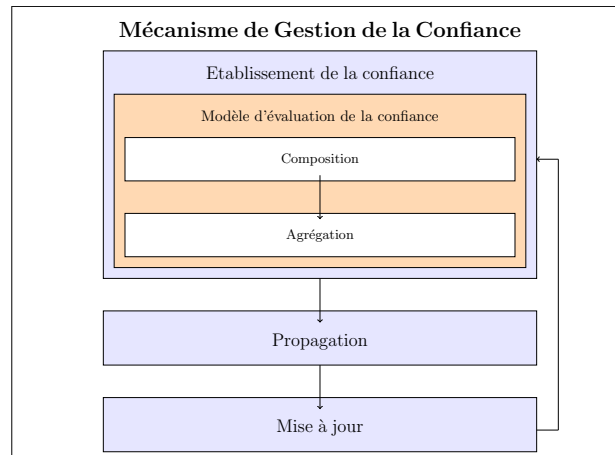 Mécanisme de Gestion de la Confiance
Etablissement de la confiance
Modèle d'évaluation de la confiance
Composition
Agrégation
Propagation
Mise à jour